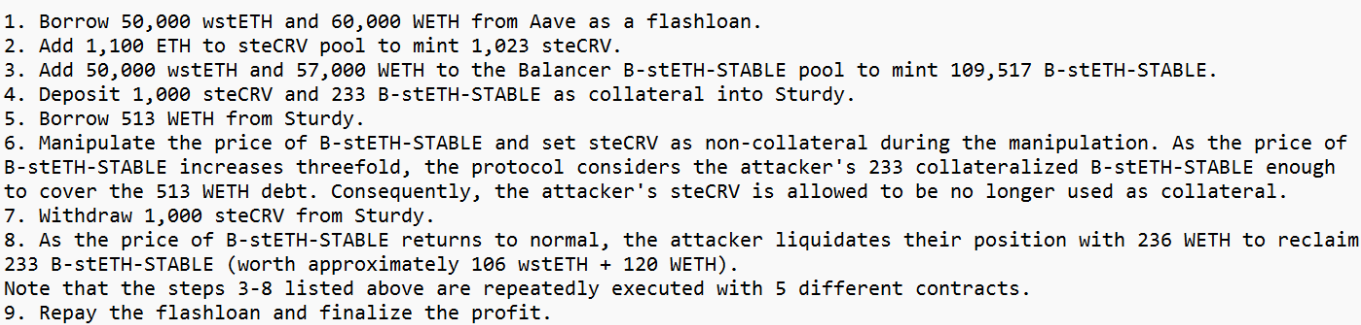 1. Borrow 50,000 wstETH and 60,000 WETH from Aave as a flashloan.
2. Add 1,100 ETH to steCRV pool to mint 1,023 steCRV.
3. Add 50,000 wstETH and 57,000 WETH to the Balancer B-stETH-STABLE pool to mint 109,517 B-stETH-STABLE.
4. Deposit 1,000 steCRV and 233 B-stETH-STABLE as collateral into Sturdy.
5. Borrow 513 WETH from Sturdy.
6. Manipulate the price of B-stETH-STABLE and set steCRV as non-collateral during the manipulation. As the price of
B-stETH-STABLE increases threefold, the protocol considers the attacker's 233 collateralized B-stETH-STABLE enough
to cover the 513 WETH debt. Consequently, the attacker's steCRV is allowed to be no longer used as collateral.
7. Withdraw 1,000 steCRV from Sturdy.
8. As the price of B-stETH-STABLE returns to normal, the attacker liquidates their position with 236 WETH to reclaim
233 B-stETH-STABLE (worth approximately 106 wstETH + 120 WETH).
Note that the steps 3-8 listed above are repeatedly executed with 5 different contracts.
9. Repay the flashloan and finalize the profit.